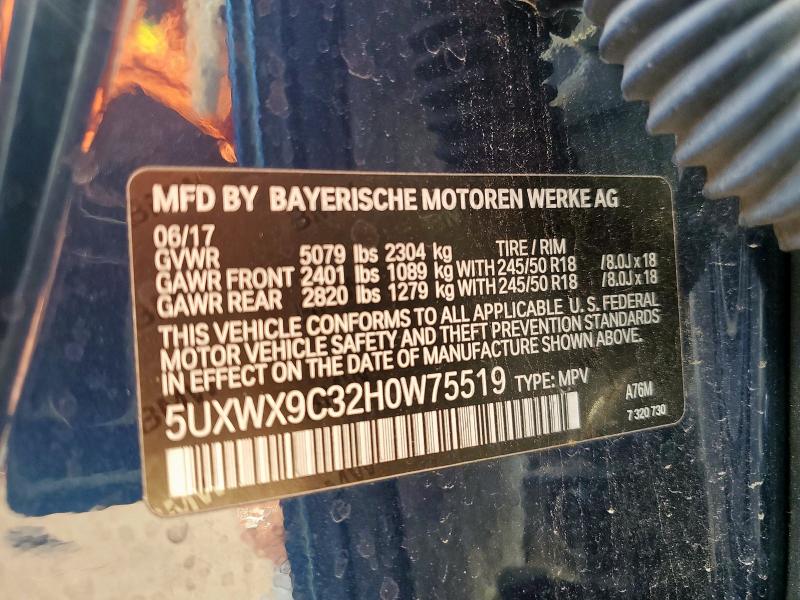 MFD BY BAYERISCHE MOTOREN WERKE AG
06/17
GVWR 5079 lbs 2304 kg TIRE / RIM
GAWR FRONT 2401 lbs 1089 kg WITH 245/50 R18 /8.0J x 18
GAWR REAR 2820 lbs 1279 kg WITH 245/50 R18 /8.0J x 18
THIS VEHICLE CONFORMS TO ALL APPLICABLE U.S. FEDERAL
MOTOR VEHICLE SAFETY AND THEFT PREVENTION STANDARDS
IN EFFECT ON THE DATE OF MANUFACTURE SHOWN ABOVE.
5UXWX9C32H0W75519 TYPE: MPV A76M
7 320 730